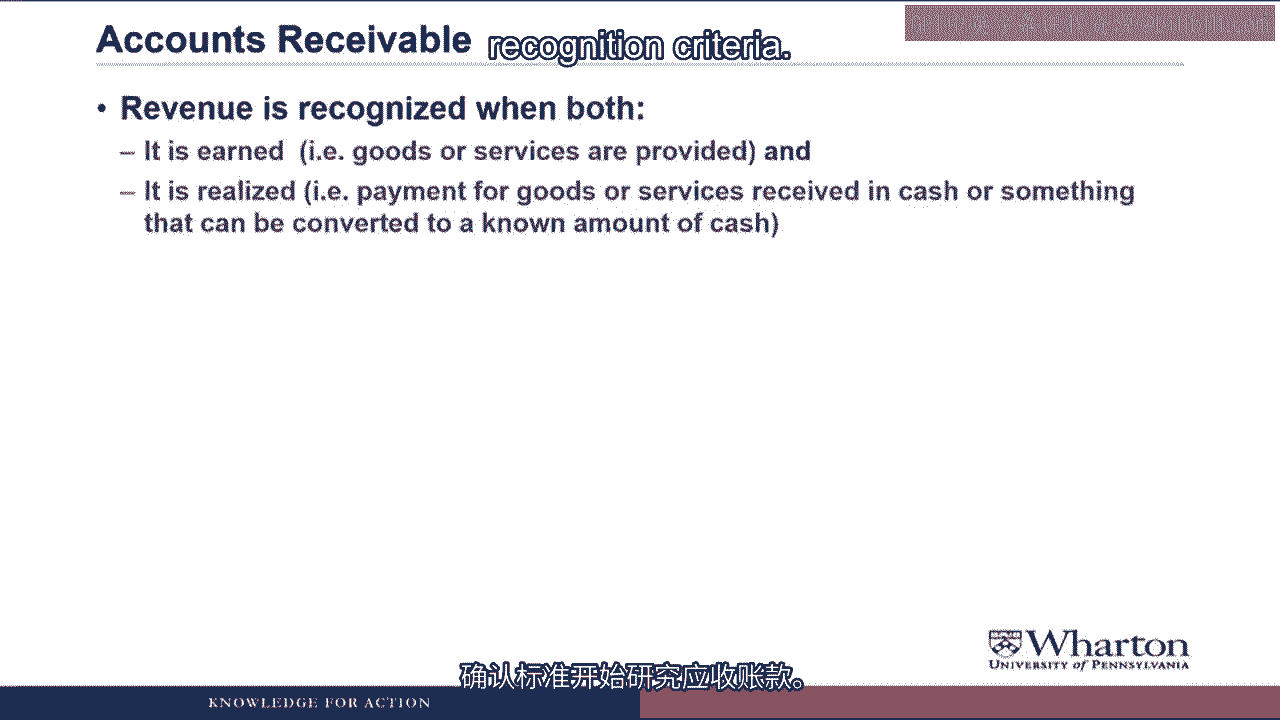 Accounts Receivable recognition criteria.
• Revenue is recognized when both:
– It is earned (i.e. goods or services are provided) and
– It is realized (i.e. payment for goods or services received in cash or something
that can be converted to a known amount of cash)
Wharton
UNIVERSITY of PENNSYLVANIA
确认标准开始研究应收账款。
KNOWLEDGE FOR ACTION